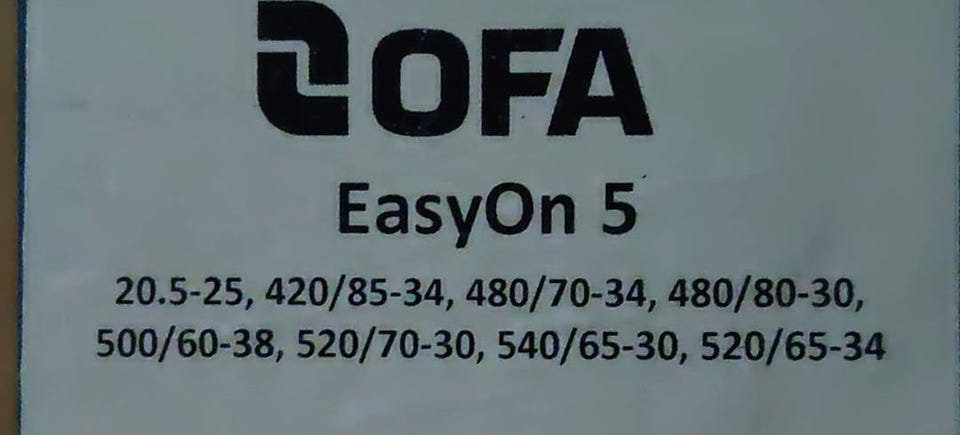 OFA
EasyOn 5
20.5-25, 420/85-34, 480/70-34, 480/80-30,
500/60-38, 520/70-30, 540/65-30, 520/65-34